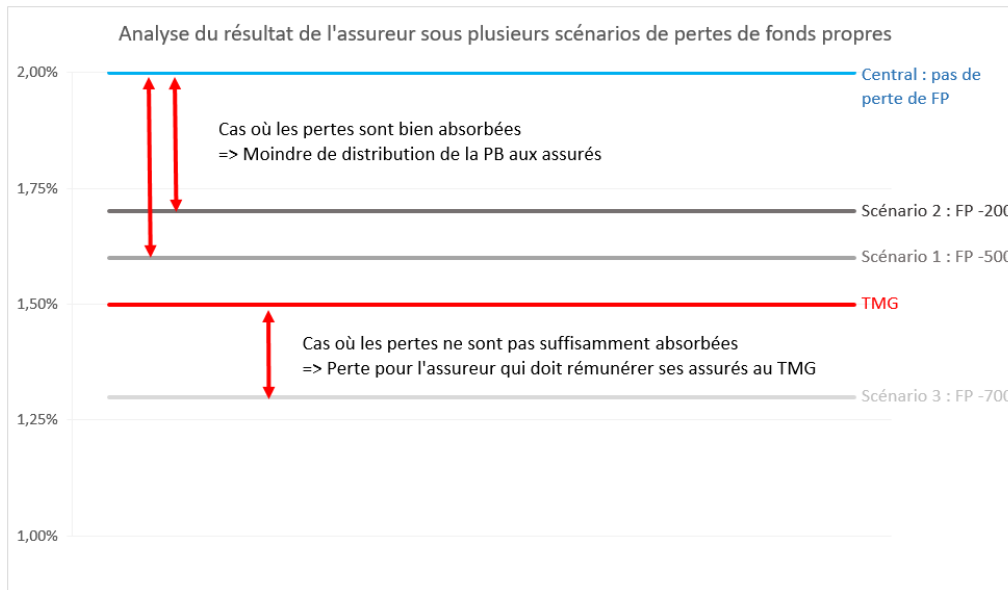 Analyse du résultat de l'assureur sous plusieurs scénarios de pertes de fonds propres
2,00%
Central : pas de
perte de FP
Cas où les pertes sont bien absorbées
=> Moindre de distribution de la PB aux assurés
1,75%
Scénario 2 : FP -200
Scénario 1 : FP -500
1,50%
TMG
Cas où les pertes ne sont pas suffisamment absorbées
=> Perte pour l'assureur qui doit rémunérer ses assurés au TMG
Scénario 3 : FP -700
1,25%
1,00%